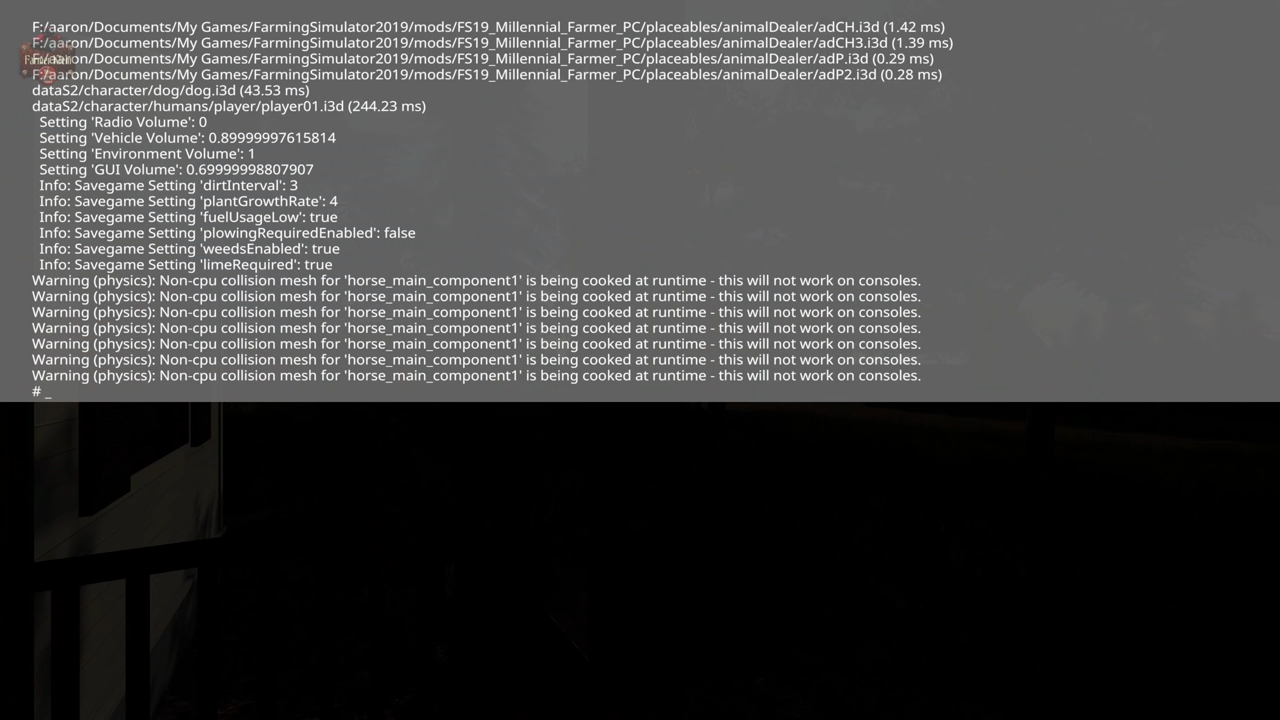 F:/aaron/Documents/My Games/FarmingSimulator2019/mods/FS19_Millennial_Farmer_PC/placeables/animalDealer/adCH.i3d (1.42 ms)
F:/aaron/Documents/My Games/FarmingSimulator2019/mods/FS19_Millennial_Farmer_PC/placeables/animalDealer/adCH3.i3d (1.39 ms)
F:/aaron/Documents/My Games/FarmingSimulator2019/mods/FS19_Millennial_Farmer_PC/placeables/animalDealer/adP.i3d (0.29 ms)
F:/aaron/Documents/My Games/FarmingSimulator2019/mods/FS19_Millennial_Farmer_PC/placeables/animalDealer/adP2.i3d (0.28 ms)
dataS2/character/dog/dog.i3d (43.53 ms)
dataS2/character/humans/player/player01.i3d (244.23 ms)
Setting 'Radio Volume': 0
Setting 'Vehicle Volume': 0.89999997615814
Setting 'Environment Volume': 1
Setting 'GUI Volume': 0.69999998807907
Info: Savegame Setting 'dirtInterval': 3
Info: Savegame Setting 'plantGrowthRate': 4
Info: Savegame Setting 'fuelUsageLow': true
Info: Savegame Setting 'plowingRequiredEnabled': false
Info: Savegame Setting 'weedsEnabled': true
Info: Savegame Setting 'limeRequired': true
Warning (physics): Non-cpu collision mesh for 'horse_main_component1' is being cooked at runtime - this will not work on consoles.
Warning (physics): Non-cpu collision mesh for 'horse_main_component1' is being cooked at runtime - this will not work on consoles.
Warning (physics): Non-cpu collision mesh for 'horse_main_component1' is being cooked at runtime - this will not work on consoles.
Warning (physics): Non-cpu collision mesh for 'horse_main_component1' is being cooked at runtime - this will not work on consoles.
Warning (physics): Non-cpu collision mesh for 'horse_main_component1' is being cooked at runtime - this will not work on consoles.
Warning (physics): Non-cpu collision mesh for 'horse_main_component1' is being cooked at runtime - this will not work on consoles.
Warning (physics): Non-cpu collision mesh for 'horse_main_component1' is being cooked at runtime - this will not work on consoles.
# _